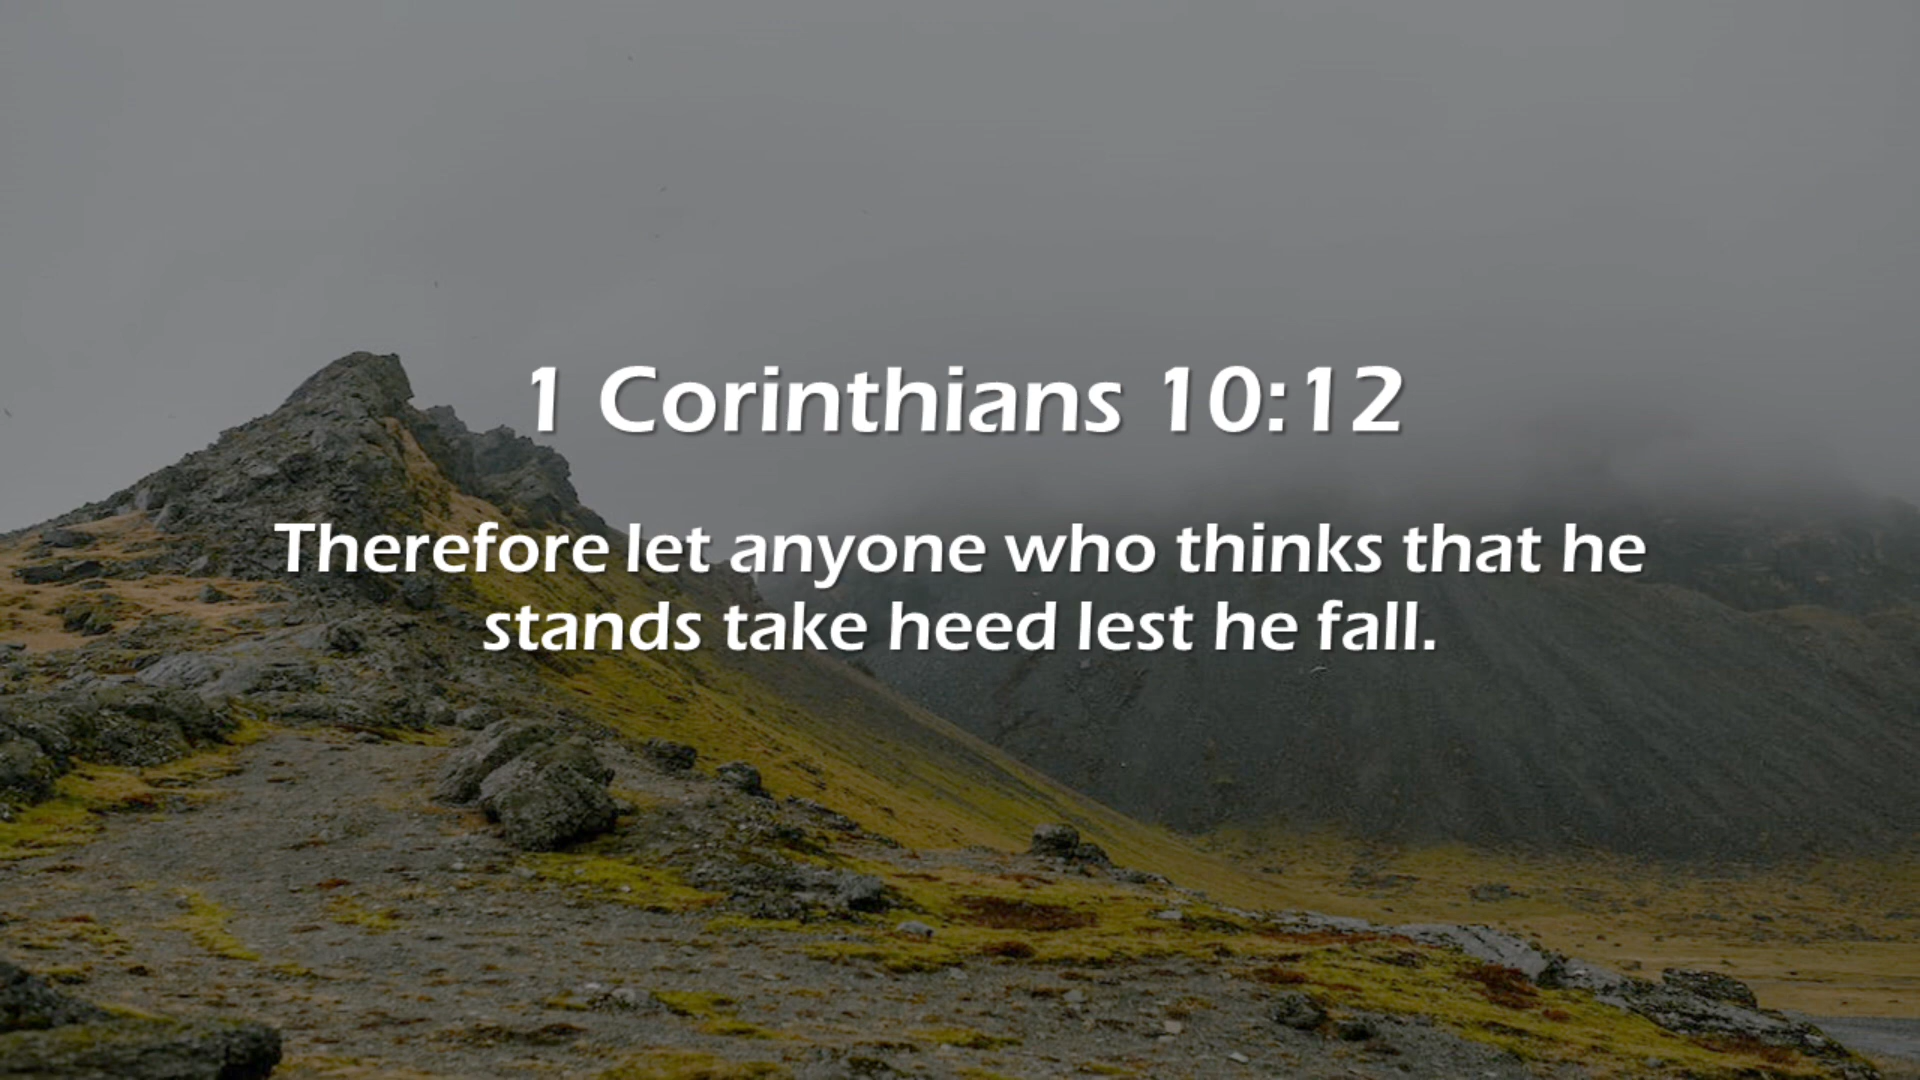 1 Corinthians 10:12
Therefore let anyone who thinks that he
stands take heed lest he fall.